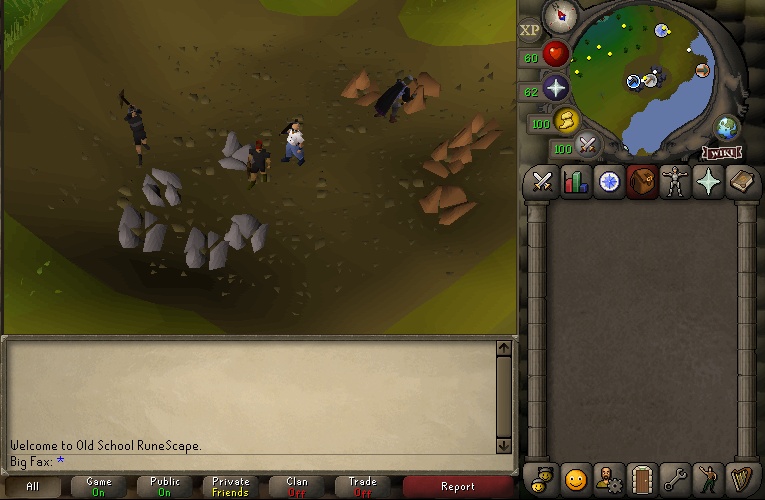 XP
60
62
100
100
WIKI
Welcome to Old School RuneScape.
Big Fax: *
All
Game
On
Public
On
Private
Friends
Clan
Off
Trade
Off
Report